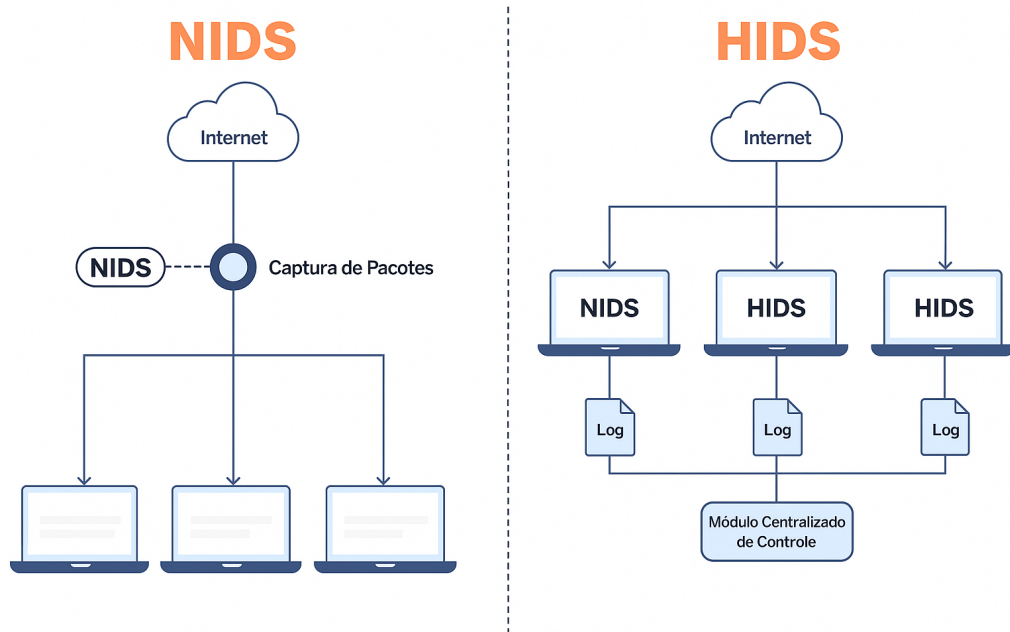 NIDS
Internet
NIDS
Captura de Pacotes
HIDS
Internet
NIDS
HIDS
HIDS
Log
Log
Log
Módulo Centralizado
de Controle